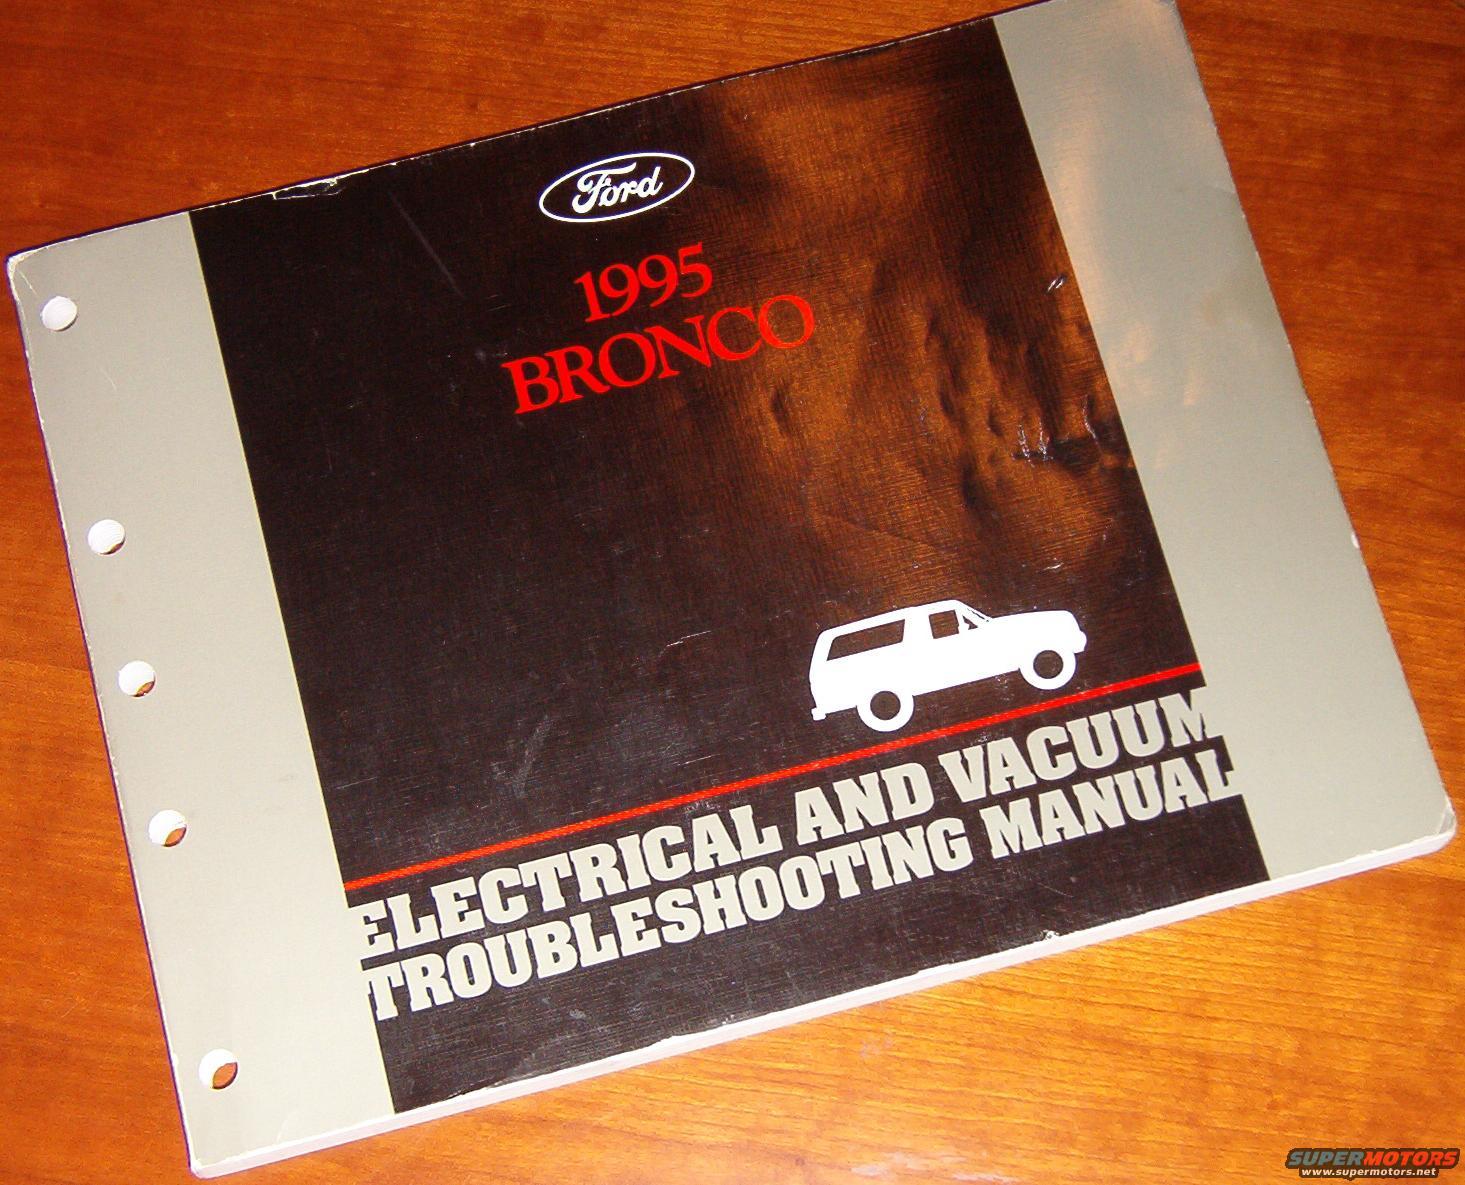 Ford
1995
BRONCO
ELECTRICAL AND VACUUM
TROUBLESHOOTING MANUAL
SUPERMOTORS
www.supermotors.net